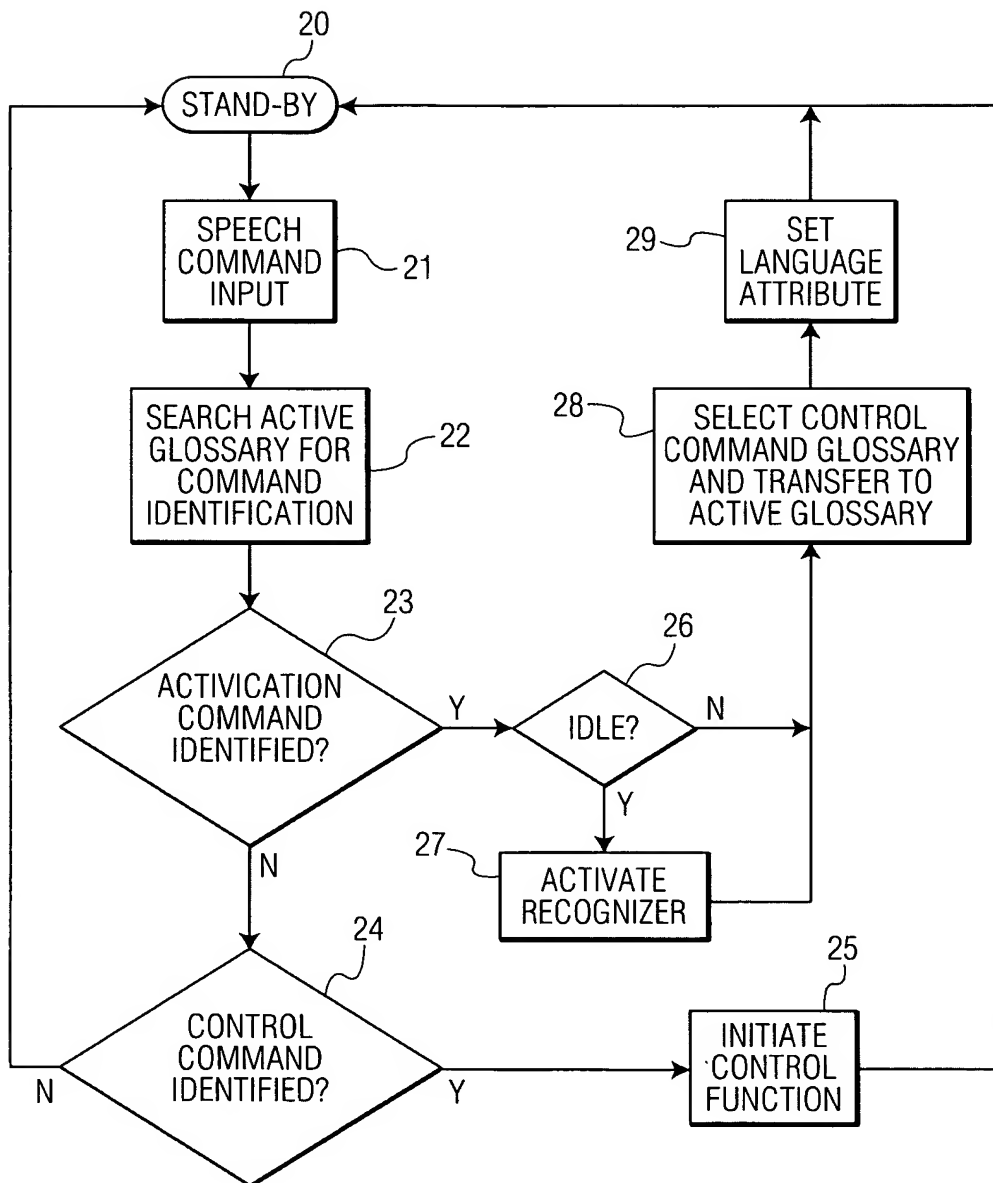 20
STAND-BY
SPEECH
COMMAND
INPUT
21
29
SET
LANGUAGE
ATTRIBUTE
SEARCH ACTIVE
GLOSSARY FOR
COMMAND
IDENTIFICATION
22
28
SELECT CONTROL
COMMAND GLOSSARY
AND TRANSFER TO
ACTIVE GLOSSARY
23
ACTIVICATION
COMMAND
IDENTIFIED?
Y
N
26
IDLE?
N
Y
27
ACTIVATE
RECOGNIZER
24
CONTROL
COMMAND
IDENTIFIED?
N
Y
25
INITIATE
CONTROL
FUNCTION